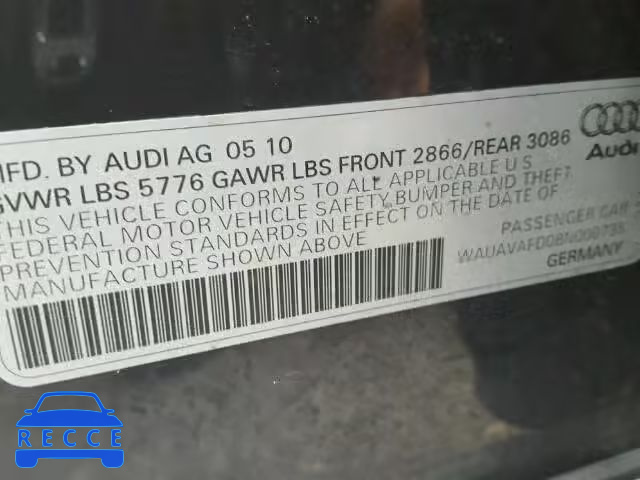 MFD. BY AUDI AG 05 10
GVWR LBS 5776 GAWR LBS FRONT 2866/REAR 3086
THIS VEHICLE CONFORMS TO ALL APPLICABLE U S
FEDERAL MOTOR VEHICLE SAFETY, BUMPER, AND THEFT
PREVENTION STANDARDS IN EFFECT ON THE DATE OF
MANUFACTURE SHOWN ABOVE
Audi
PASSENGER CAR
GERMANY
RECCE